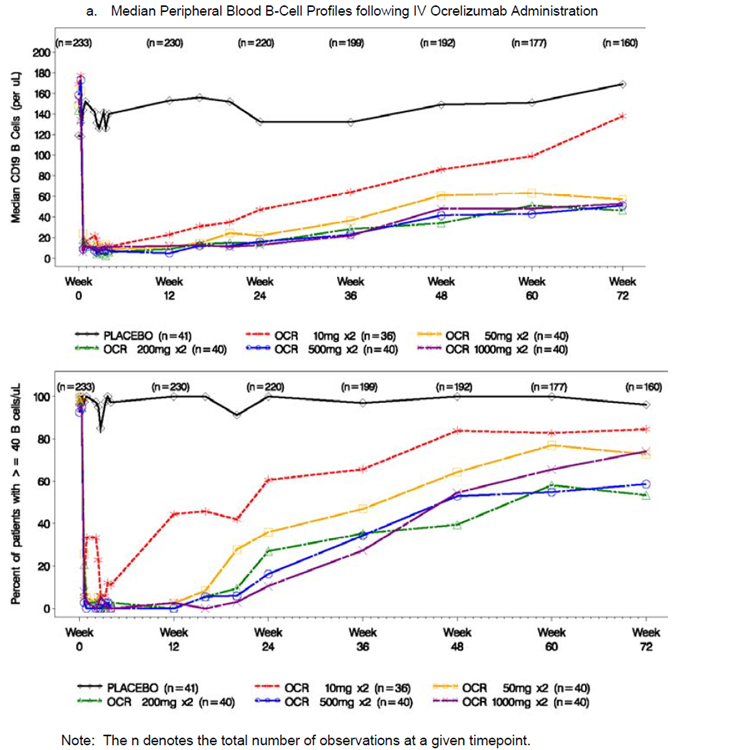 a. Median Peripheral Blood B-Cell Profiles following IV Ocrelizumab Administration
(n=233) (n=230) (n=220) (n=199) (n=192) (n=177) (n=160)
Median CD19 B Cells (per uL)
200
180
160
140
120
100
80
60
40
20
0
Week Week Week Week Week Week Week
0 12 24 36 48 60 72
PLACEBO (n=41) OCR 10mg x2 (n=36) OCR 50mg x2 (n=40)
OCR 200mg x2 (n=40) OCR 500mg x2 (n=40) OCR 1000mg x2 (n=40)
(n=233) (n=230) (n=220) (n=199) (n=192) (n=177) (n=160)
Percent of patients with >= 40 B cells/uL
100
80
60
40
20
0
Week Week Week Week Week Week Week
0 12 24 36 48 60 72
PLACEBO (n=41) OCR 10mg x2 (n=36) OCR 50mg x2 (n=40)
OCR 200mg x2 (n=40) OCR 500mg x2 (n=40) OCR 1000mg x2 (n=40)
Note: The n denotes the total number of observations at a given timepoint.